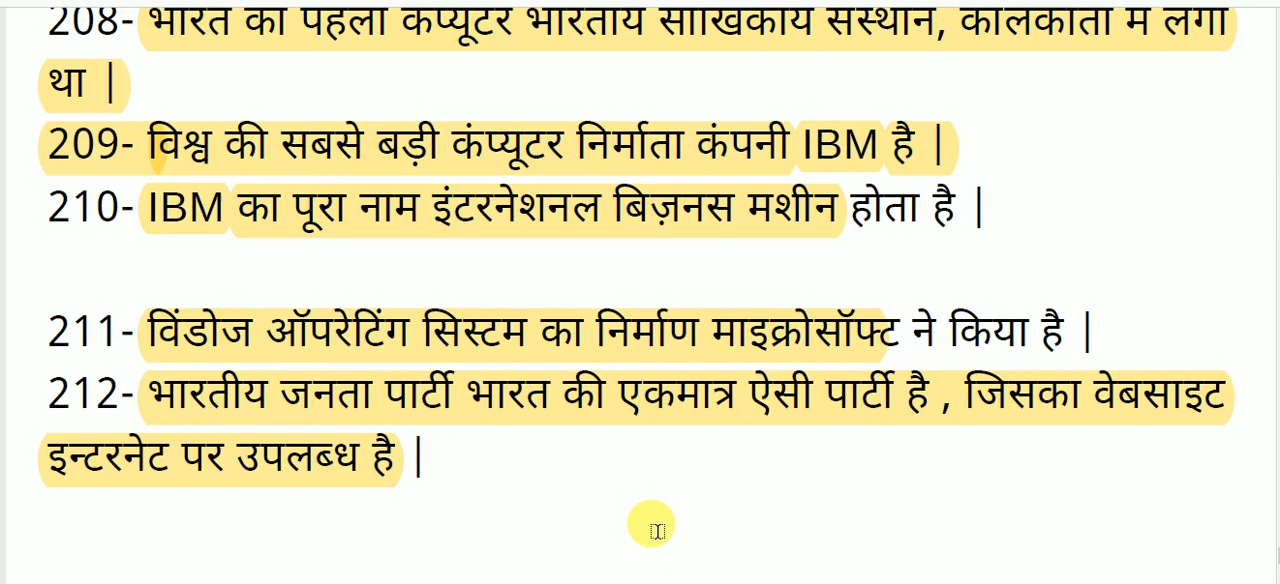 208- भारत का पहला कंप्यूटर भारतीय सांखिकीय संस्थान, कोलकाता में लगा
था |
209- विश्व की सबसे बड़ी कंप्यूटर निर्माता कंपनी IBM है |
210- IBM का पूरा नाम इंटरनेशनल बिज़नस मशीन होता है |
211- विंडोज ऑपरेटिंग सिस्टम का निर्माण माइक्रोसॉफ्ट ने किया है |
212- भारतीय जनता पार्टी भारत की एकमात्र ऐसी पार्टी है , जिसका वेबसाइट
इन्टरनेट पर उपलब्ध है |